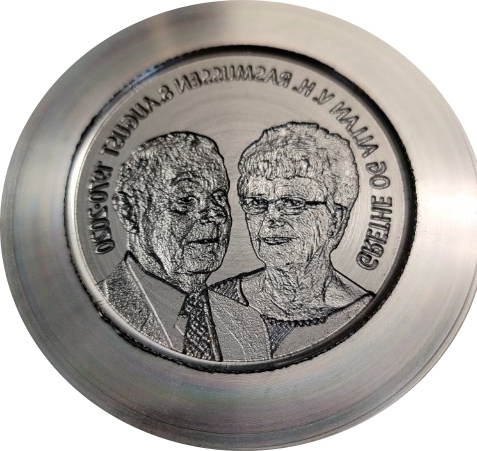 GRETHE OG ALLAN V. H. RASMUSSEN 8. AUGUST 1970-2020